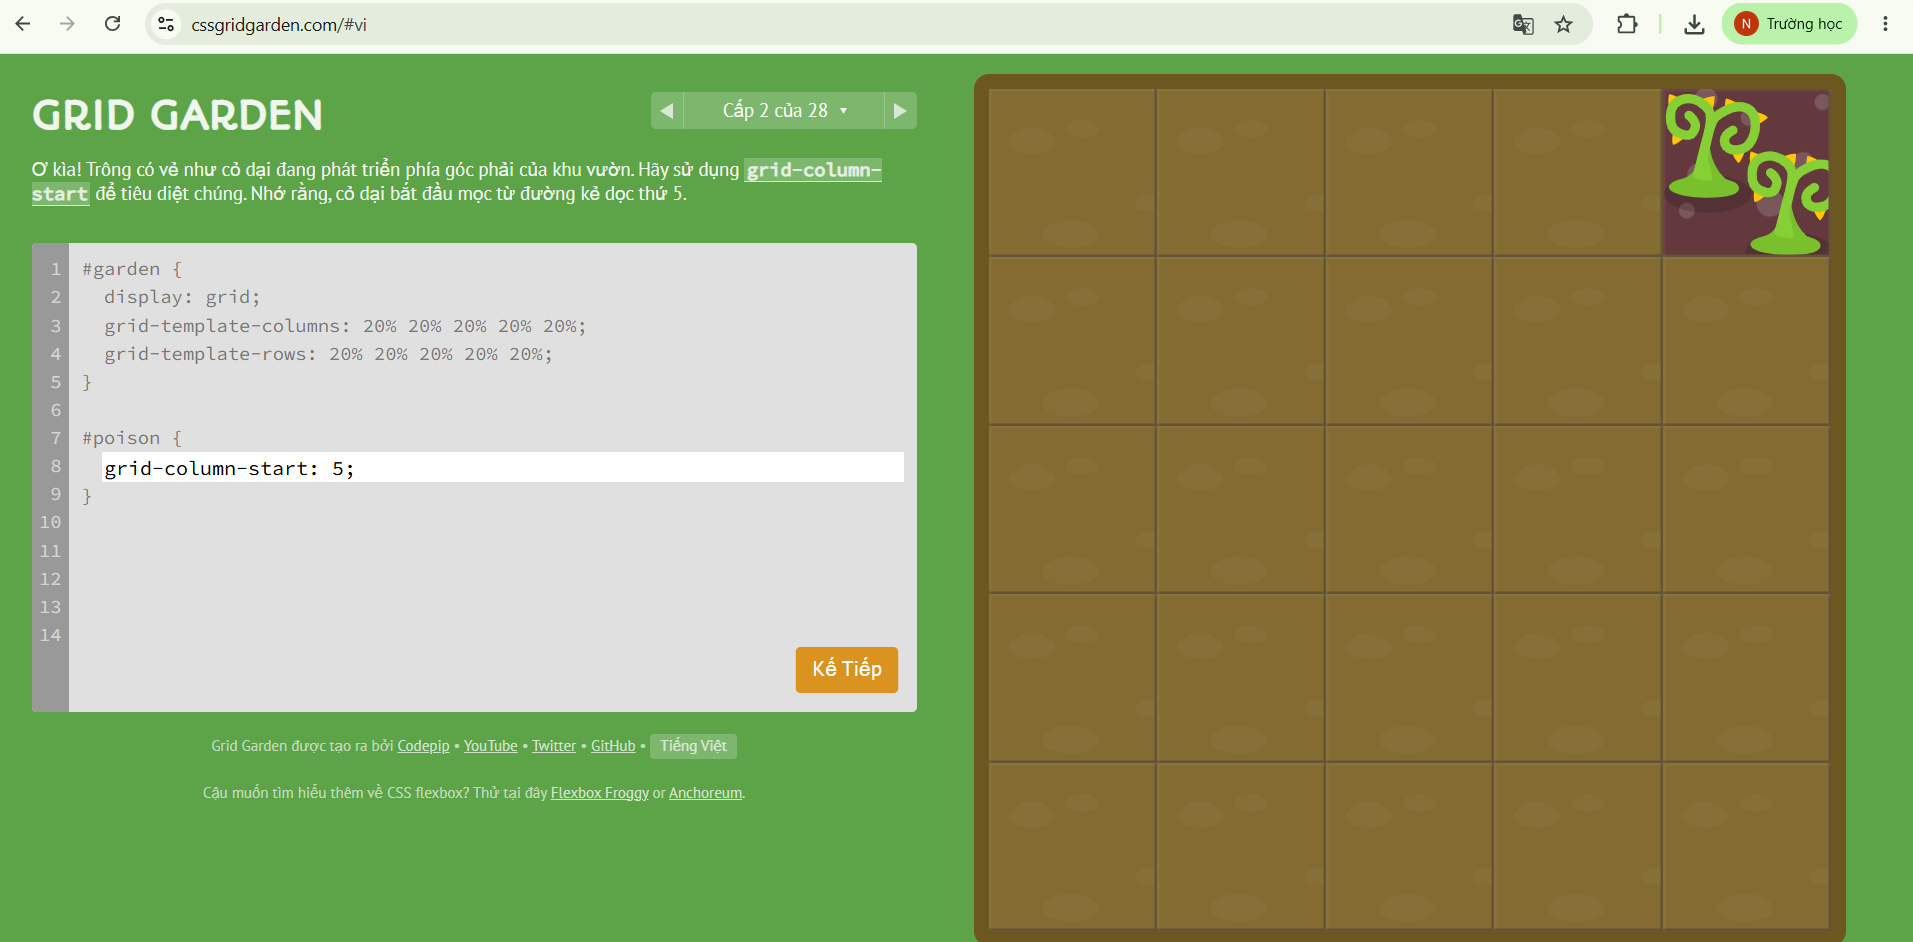 cssgridgarden.com/#vi
N Trường học
GRID GARDEN
◀ Cấp 2 của 28 ▼ ▶
Ơ kìa! Trông có vẻ như cỏ dại đang phát triển phía góc phải của khu vườn. Hãy sử dụng grid-column-
start để tiêu diệt chúng. Nhớ rằng, cỏ dại bắt đầu mọc từ đường kẻ dọc thứ 5.
1 #garden {
2 display: grid;
3 grid-template-columns: 20% 20% 20% 20% 20%;
4 grid-template-rows: 20% 20% 20% 20% 20%;
5 }
6
7 #poison {
8 grid-column-start: 5;
9 }
10
11
12
13
14
Kế Tiếp
Grid Garden được tạo ra bởi Codepip • YouTube • Twitter • GitHub • Tiếng Việt
Cậu muốn tìm hiểu thêm về CSS flexbox? Thử tại đây Flexbox Froggy or Anchoreum.